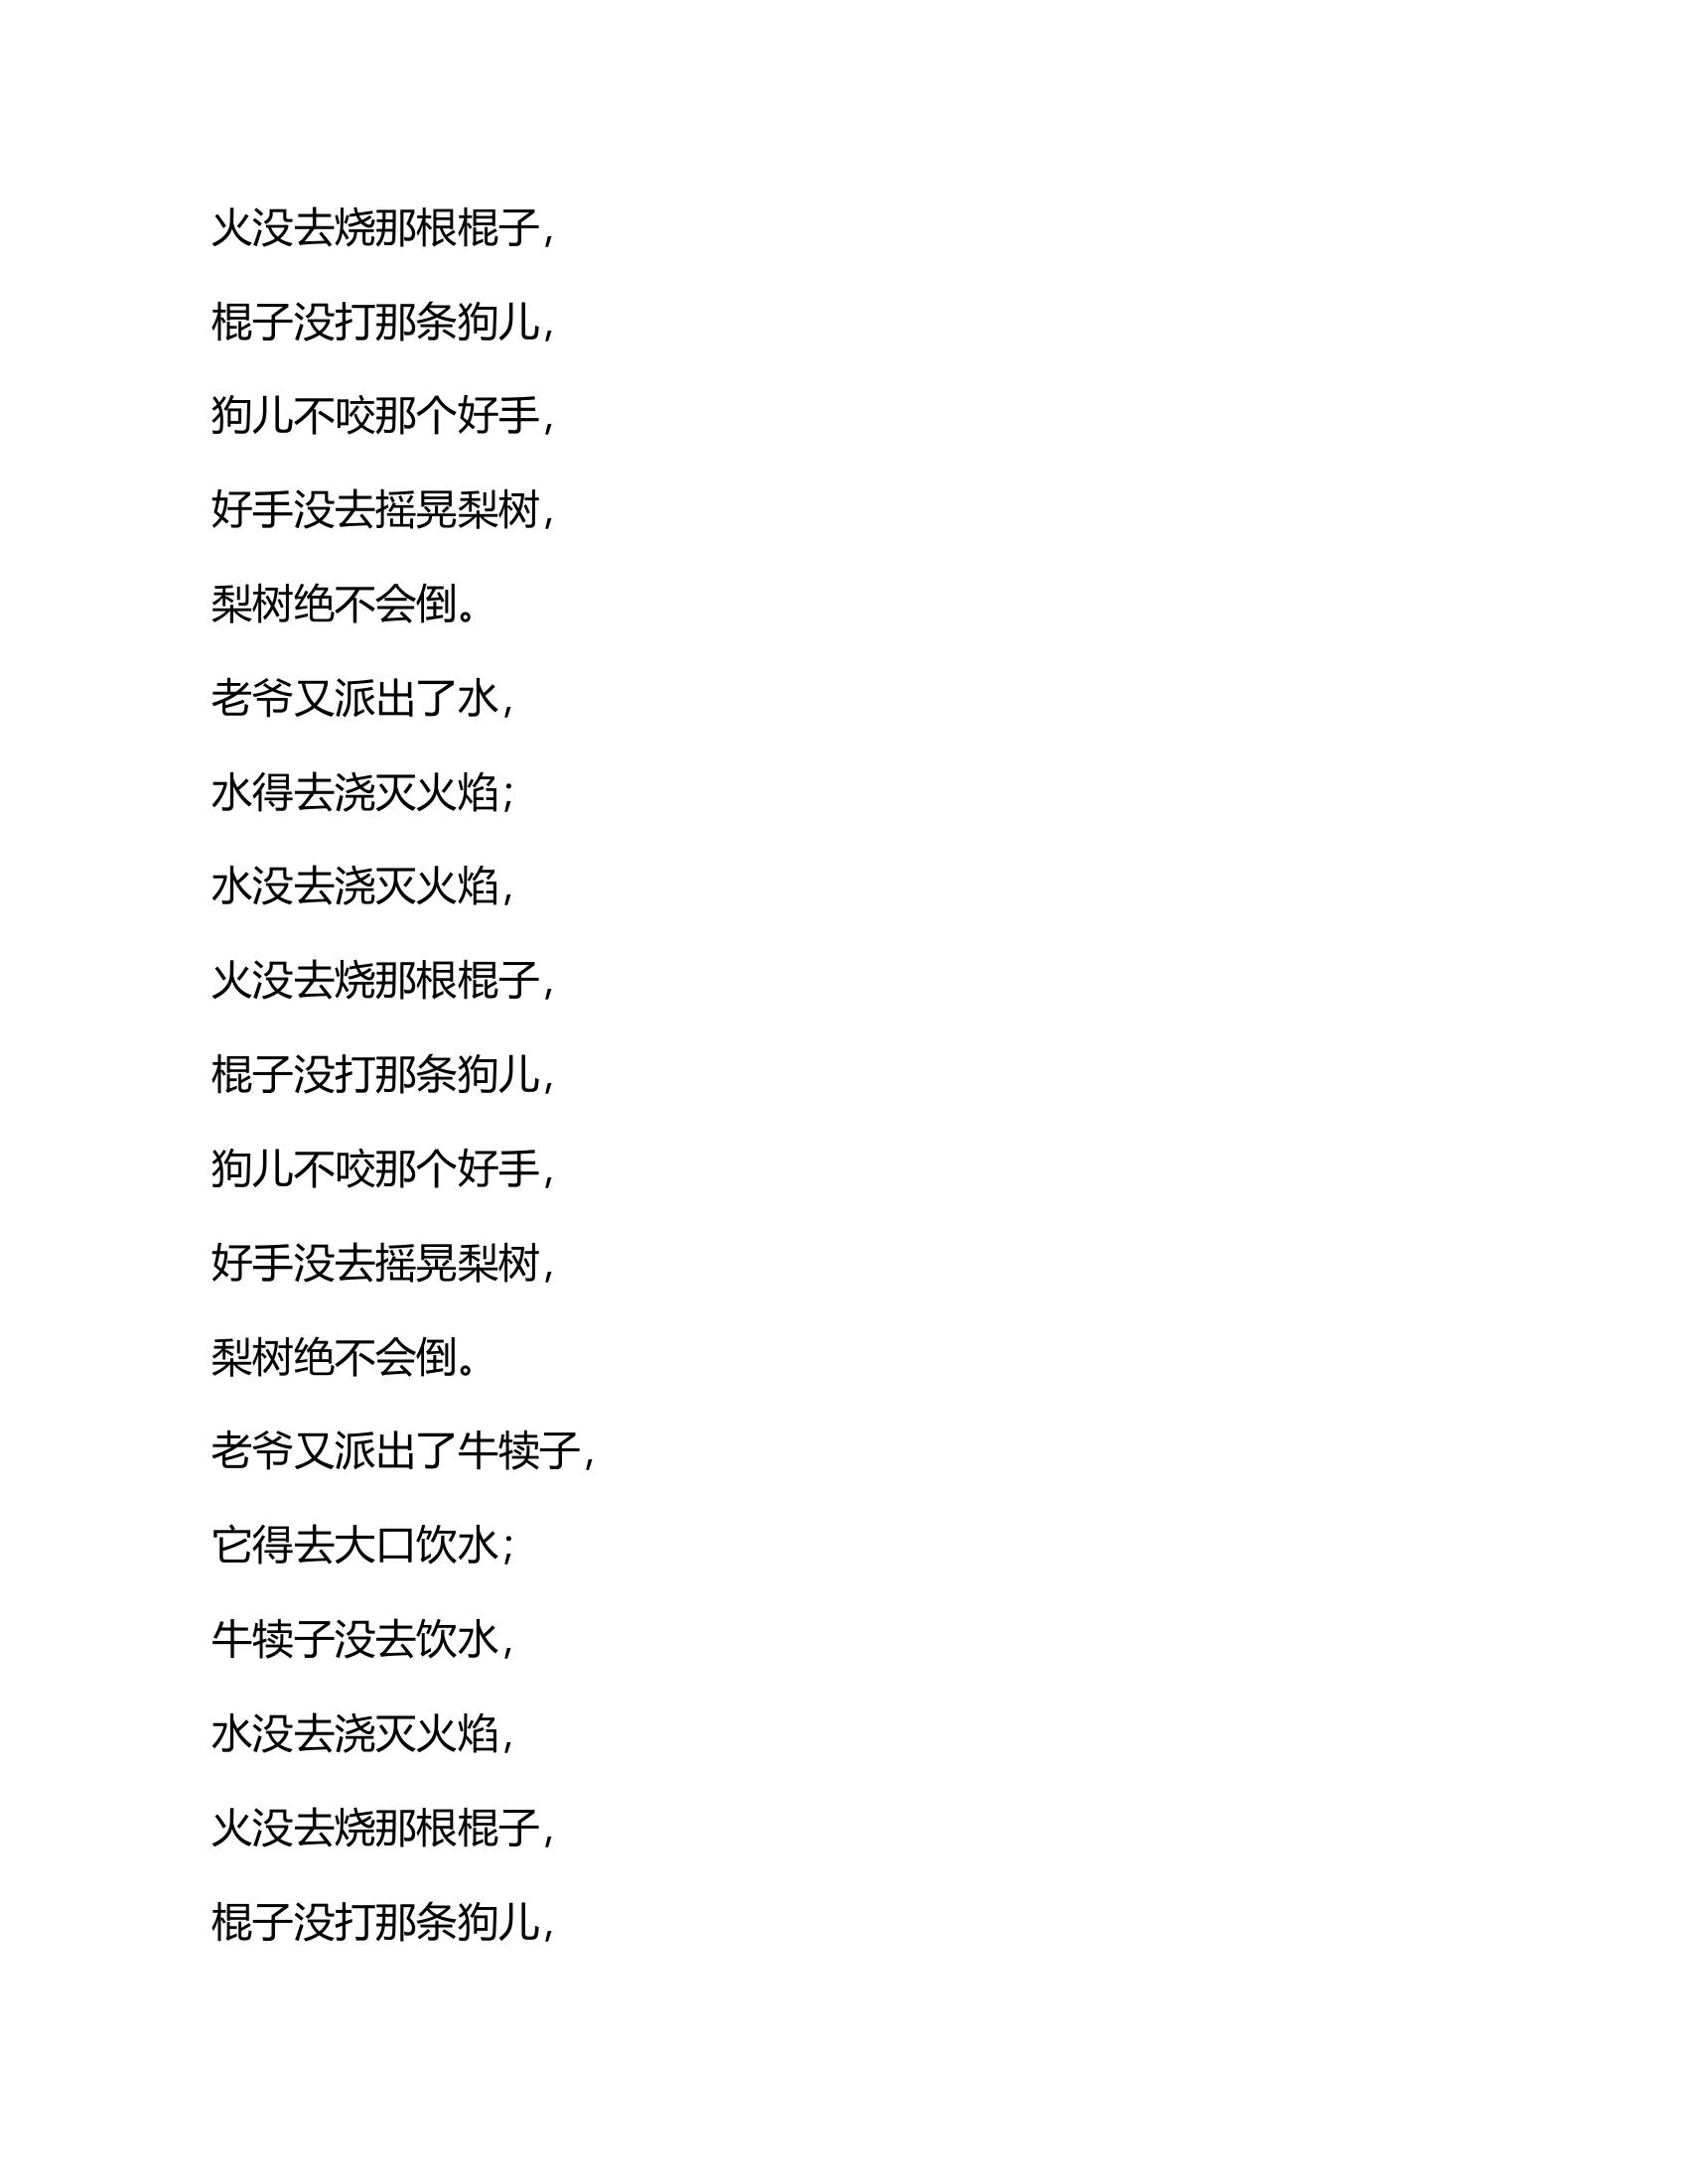 火没去烧那根棍子，
棍子没打那条狗儿，
狗儿不咬那个好手，
好手没去摇晃梨树，
梨树绝不会倒。
老爷又派出了水，
水得去浇灭火焰；
水没去浇灭火焰，
火没去烧那根棍子，
棍子没打那条狗儿，
狗儿不咬那个好手，
好手没去摇晃梨树，
梨树绝不会倒。
老爷又派出了牛犊子，
它得去大口饮水；
牛犊子没去饮水，
水没去浇灭火焰，
火没去烧那根棍子，
棍子没打那条狗儿，